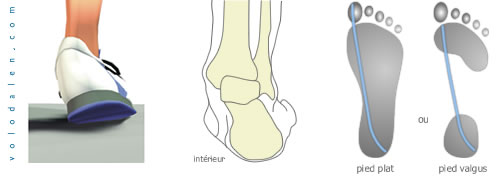 volodalen.com
intérieur
pied plat
ou
pied valgus